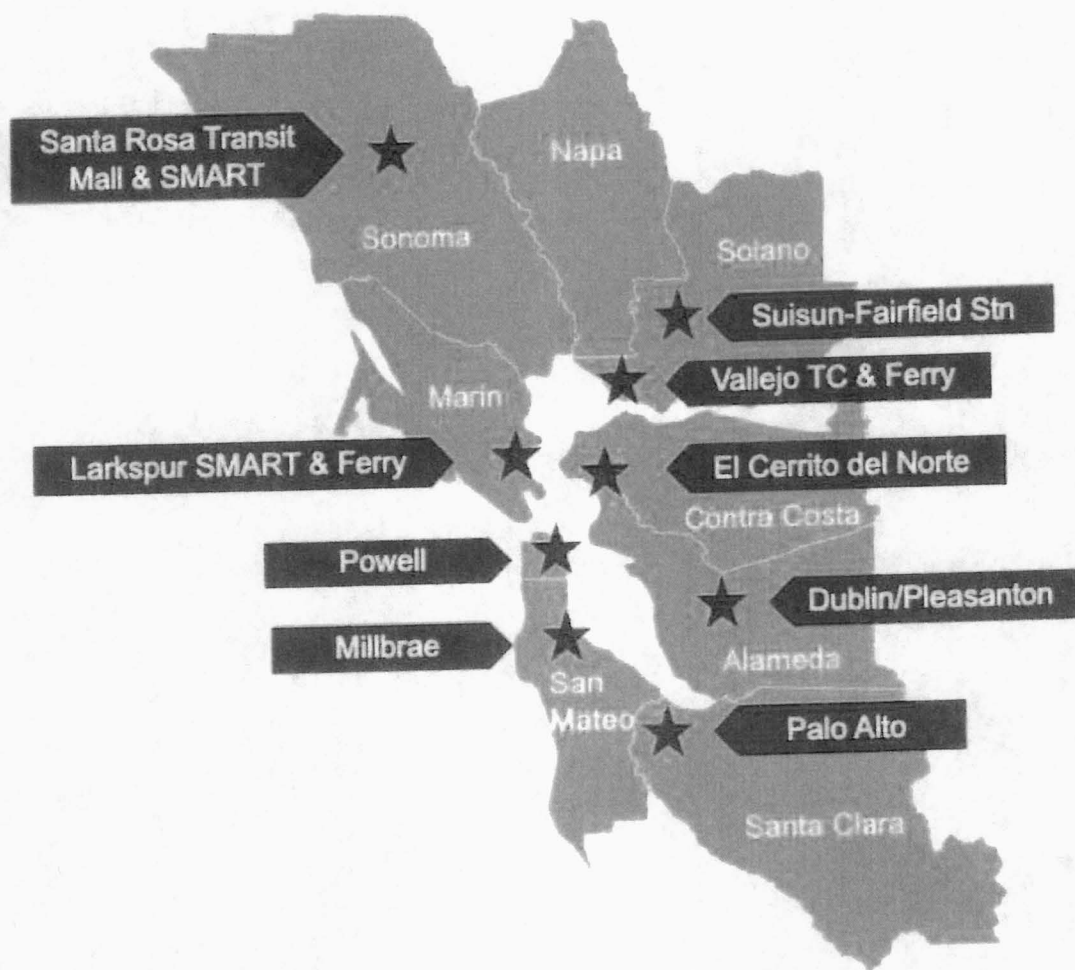 Santa Rosa Transit
Mall & SMART
Napa
Sonoma
Solano
Suisun-Fairfield Stn
Vallejo TC & Ferry
Marin
Larkspur SMART & Ferry
El Cerrito del Norte
Contra Costa
Powell
Dublin/Pleasanton
Millbrae
Alameda
San
Mateo
Palo Alto
Santa Clara